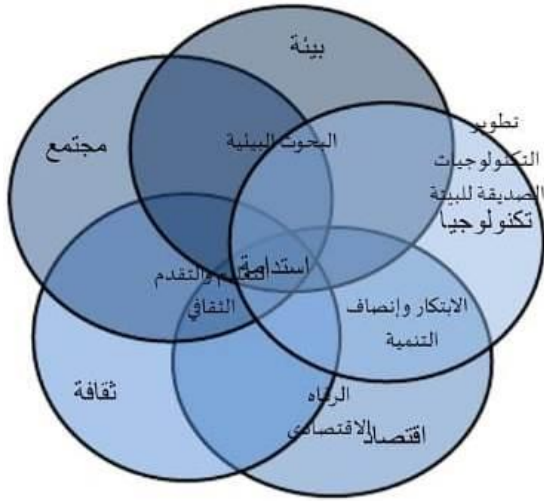 بيئة
تطوير
التكنولوجيات
الصديقة للبيئة
تكنولوجيا
البحوث البيئية
مجتمع
استدامة
التعليم والتقدم
الثقافي
الابتكار وإنصاف
التنمية
ثقافة
الرفاه
الاقتصادي
اقتصاد